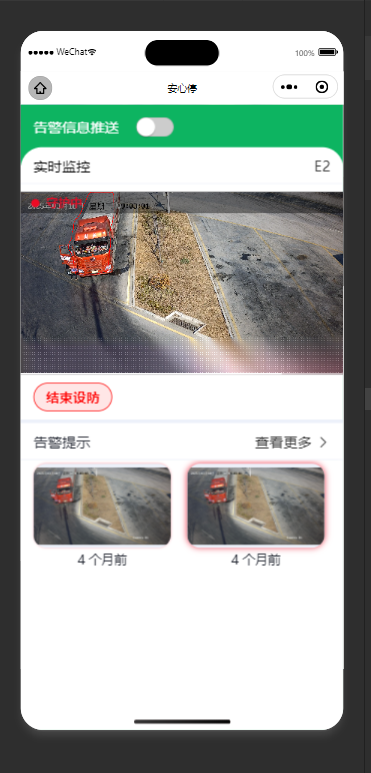 WeChat
100%
安心停
告警信息推送
实时监控
E2
结束设防
告警提示
查看更多
4 个月前
4 个月前